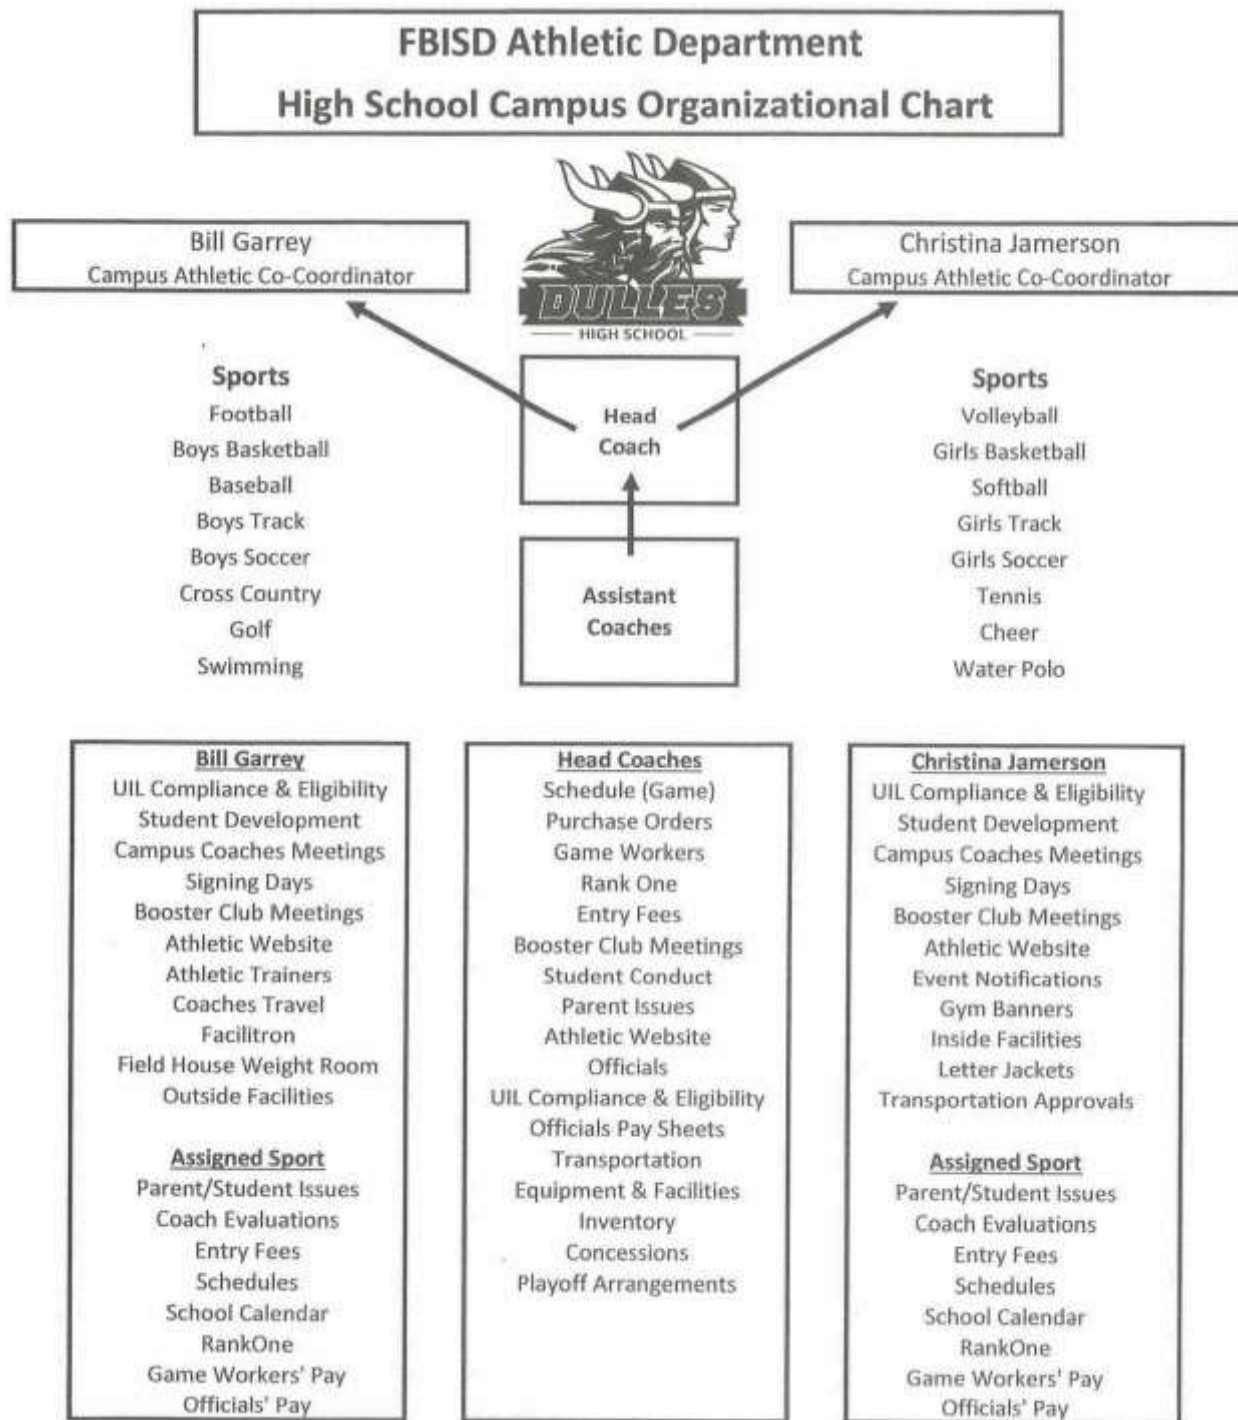 FBISD Athletic Department
High School Campus Organizational Chart
Bill Garrey
Campus Athletic Co-Coordinator
DULLES
HIGH SCHOOL
Christina Jamerson
Campus Athletic Co-Coordinator
Sports
Football
Boys Basketball
Baseball
Boys Track
Boys Soccer
Cross Country
Golf
Swimming
Head
Coach
Assistant
Coaches
Sports
Volleyball
Girls Basketball
Softball
Girls Track
Girls Soccer
Tennis
Cheer
Water Polo
Bill Garrey
UIL Compliance & Eligibility
Student Development
Campus Coaches Meetings
Signing Days
Booster Club Meetings
Athletic Website
Athletic Trainers
Coaches Travel
Facilitron
Field House Weight Room
Outside Facilities
Assigned Sport
Parent/Student Issues
Coach Evaluations
Entry Fees
Schedules
School Calendar
RankOne
Game Workers' Pay
Officials' Pay
Head Coaches
Schedule (Game)
Purchase Orders
Game Workers
Rank One
Entry Fees
Booster Club Meetings
Student Conduct
Parent Issues
Athletic Website
Officials
UIL Compliance & Eligibility
Officials Pay Sheets
Transportation
Equipment & Facilities
Inventory
Concessions
Playoff Arrangements
Christina Jamerson
UIL Compliance & Eligibility
Student Development
Campus Coaches Meetings
Signing Days
Booster Club Meetings
Athletic Website
Event Notifications
Gym Banners
Inside Facilities
Letter Jackets
Transportation Approvals
Assigned Sport
Parent/Student Issues
Coach Evaluations
Entry Fees
Schedules
School Calendar
RankOne
Game Workers' Pay
Officials' Pay